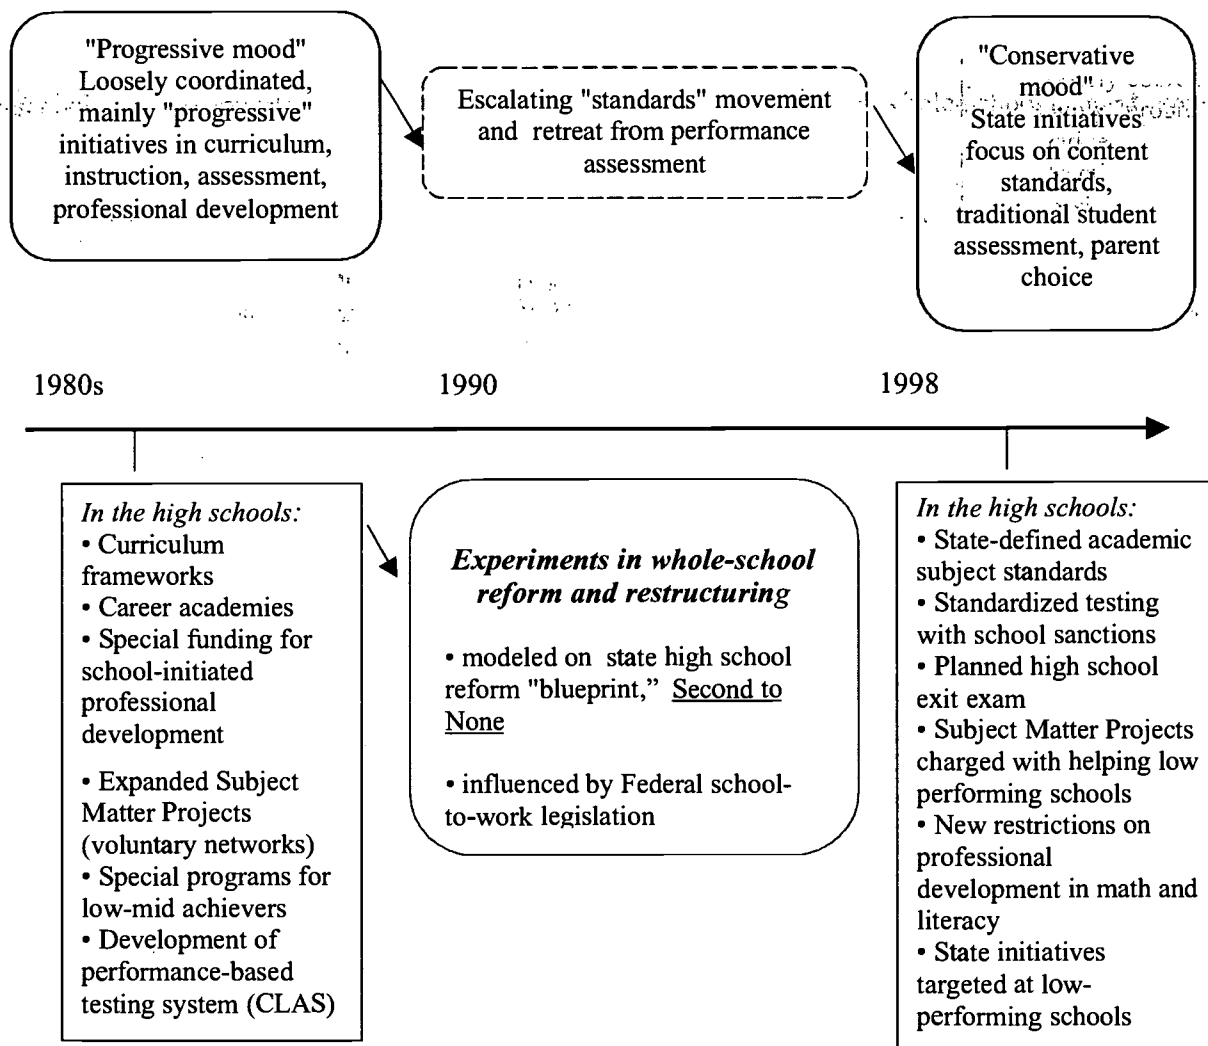 "Progressive mood"
Loosely coordinated,
mainly "progressive"
initiatives in curriculum,
instruction, assessment,
professional development
Escalating "standards" movement
and retreat from performance
assessment
"Conservative
mood"
State initiatives
focus on content
standards,
traditional student
assessment, parent
choice
1980s
1990
1998
In the high schools:
• Curriculum
frameworks
• Career academies
• Special funding for
school-initiated
professional
development
• Expanded Subject
Matter Projects
(voluntary networks)
• Special programs for
low-mid achievers
• Development of
performance-based
testing system (CLAS)
Experiments in whole-school
reform and restructuring
• modeled on state high school
reform "blueprint,” Second to
None
• influenced by Federal school-
to-work legislation
In the high schools:
• State-defined academic
subject standards
• Standardized testing
with school sanctions
• Planned high school
exit exam
• Subject Matter Projects
charged with helping low
performing schools
• New restrictions on
professional
development in math and
literacy
• State initiatives
targeted at low-
performing schools